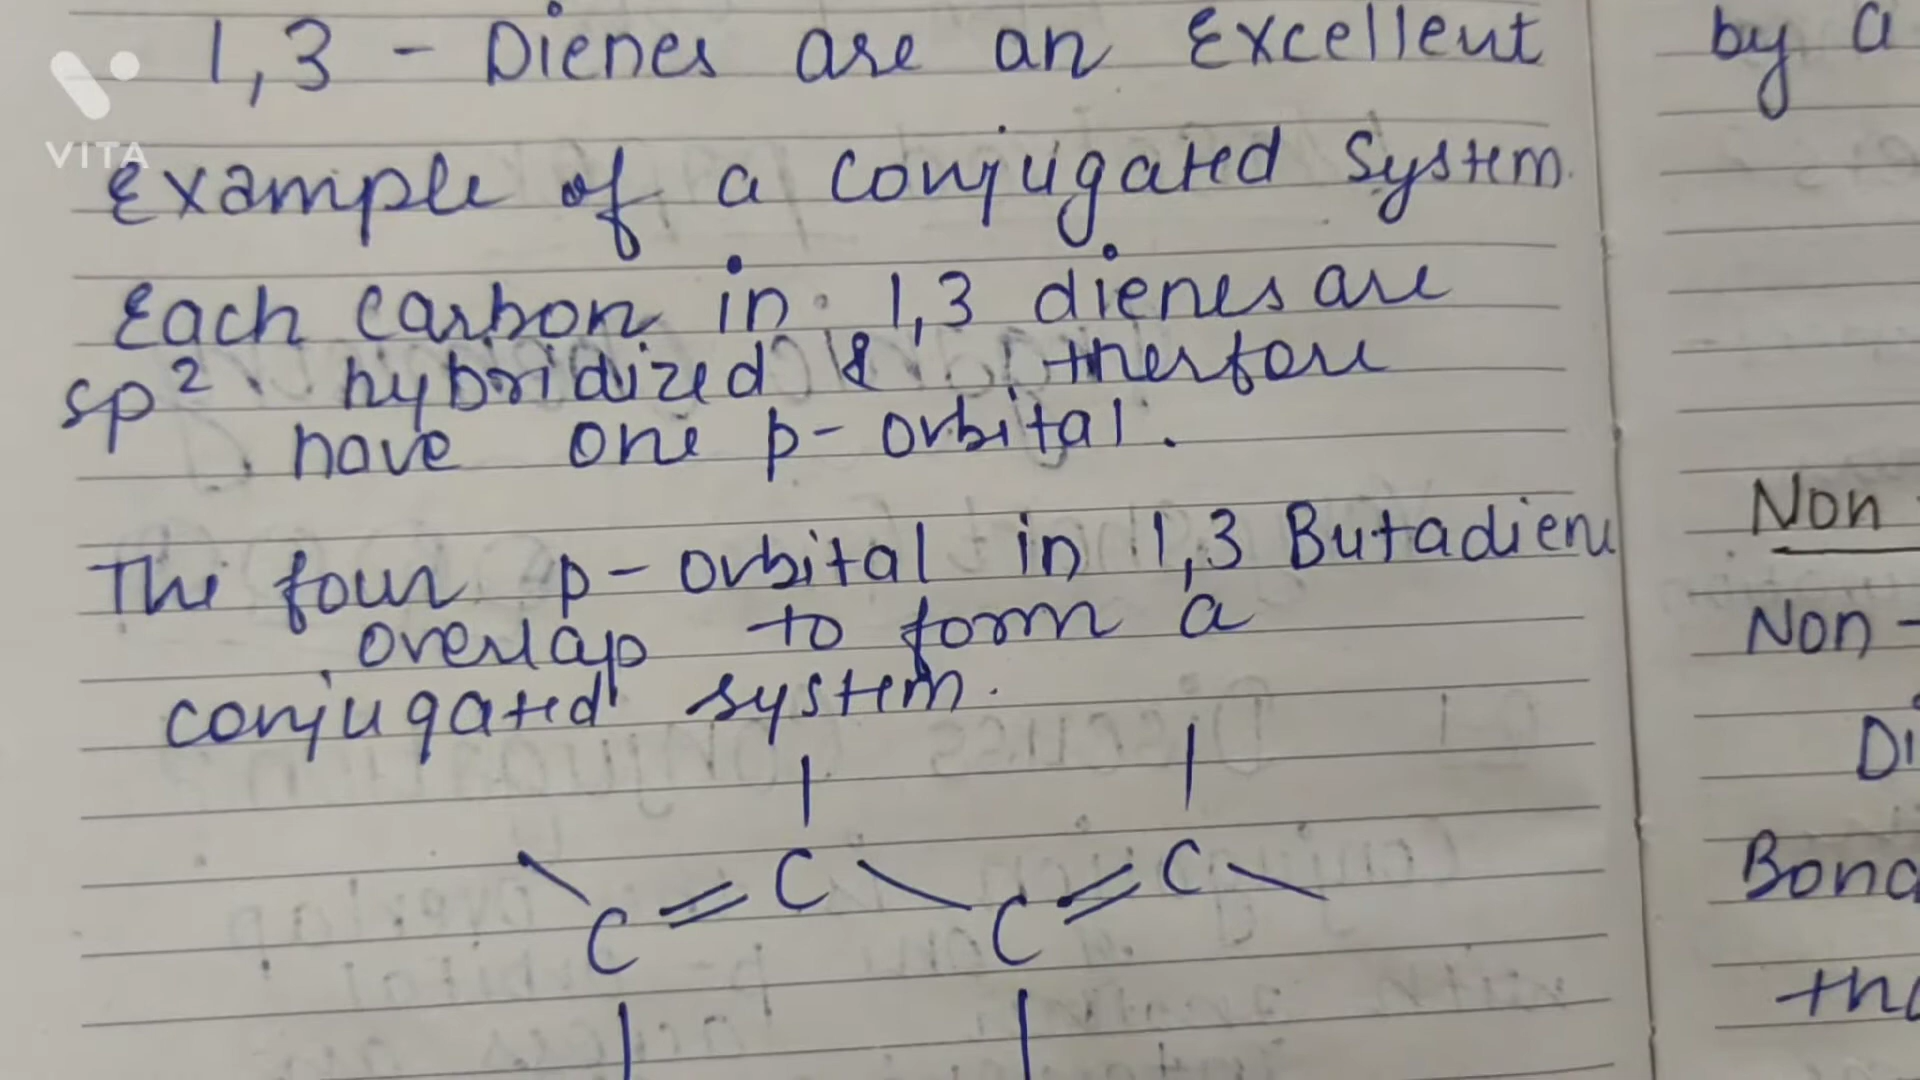 1,3 - Dienes are an Excellent
Example of a conjugated system.
Each carbon in 1,3 dienes are
sp² hybridized & therfore
have one p-orbital.
The four p-orbital in 1,3 Butadiene
overlap to form a
conjugated system.
C = C C = C
by a
Non
Non -
Di
Bond
the
VITA